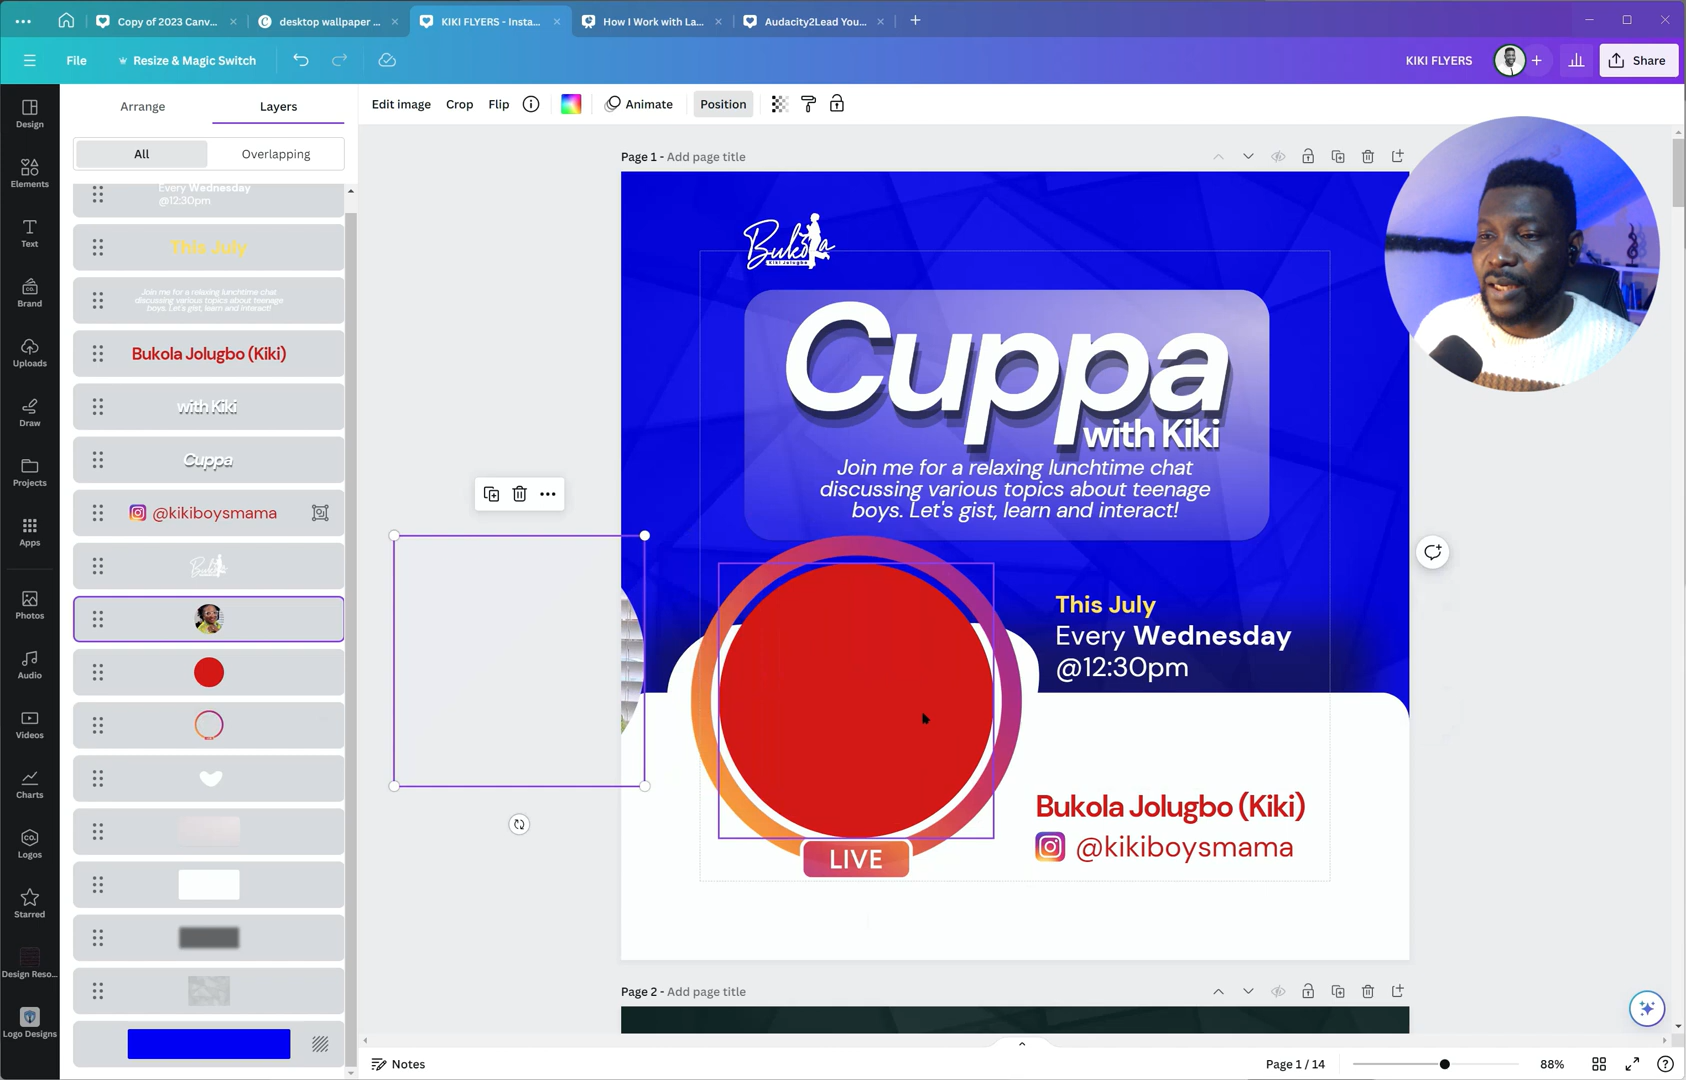 Copy of 2023 Canv...
desktop wallpaper ...
KIKI FLYERS - Insta...
How I Work with La...
Audacity2Lead You...
File
Resize & Magic Switch
KIKI FLYERS
Share
Arrange
Layers
Edit image
Crop
Flip
Animate
Position
All
Overlapping
Design
Elements
Text
Brand
Uploads
Draw
Projects
Apps
Photos
Audio
Videos
Charts
Logos
Starred
Design Reso...
Logo Designs
Every Wednesday
@12:30pm
This July
Join me for a relaxing lunchtime chat
discussing various topics about teenage
boys. Let's gist, learn and interact!
Bukola Jolugbo (Kiki)
with Kiki
Cuppa
@kikiboysmama
Page 1 - Add page title
Bukola
Cuppa
with Kiki
Join me for a relaxing lunchtime chat
discussing various topics about teenage
boys. Let's gist, learn and interact!
This July
Every Wednesday
@12:30pm
Bukola Jolugbo (Kiki)
@kikiboysmama
LIVE
Page 2 - Add page title
Notes
Page 1 / 14
88%